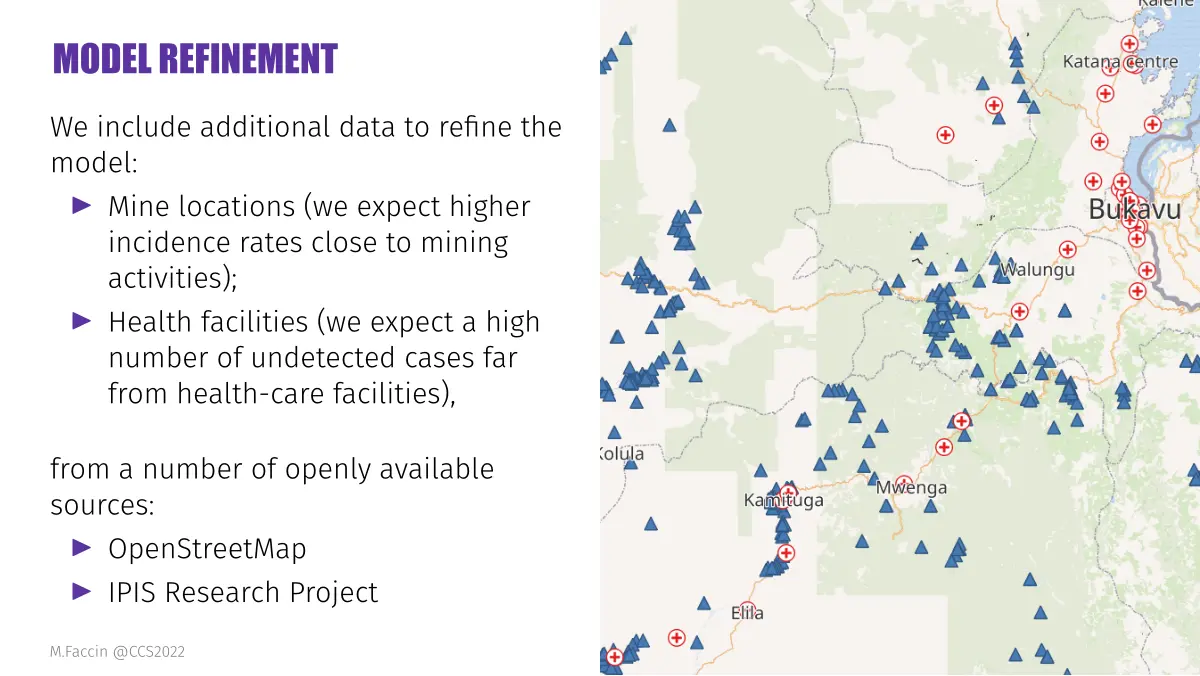 MODEL REFINEMENT
We include additional data to refine the
model:
▶ Mine locations (we expect higher
incidence rates close to mining
activities);
▶ Health facilities (we expect a high
number of undetected cases far
from health-care facilities),
from a number of openly available
sources:
▶ OpenStreetMap
▶ IPIS Research Project
M.Faccin @CCS2022
Kalehe
Katana centre
Bukavu
Walungu
Kolula
Kamituga
Mwenga
Elila